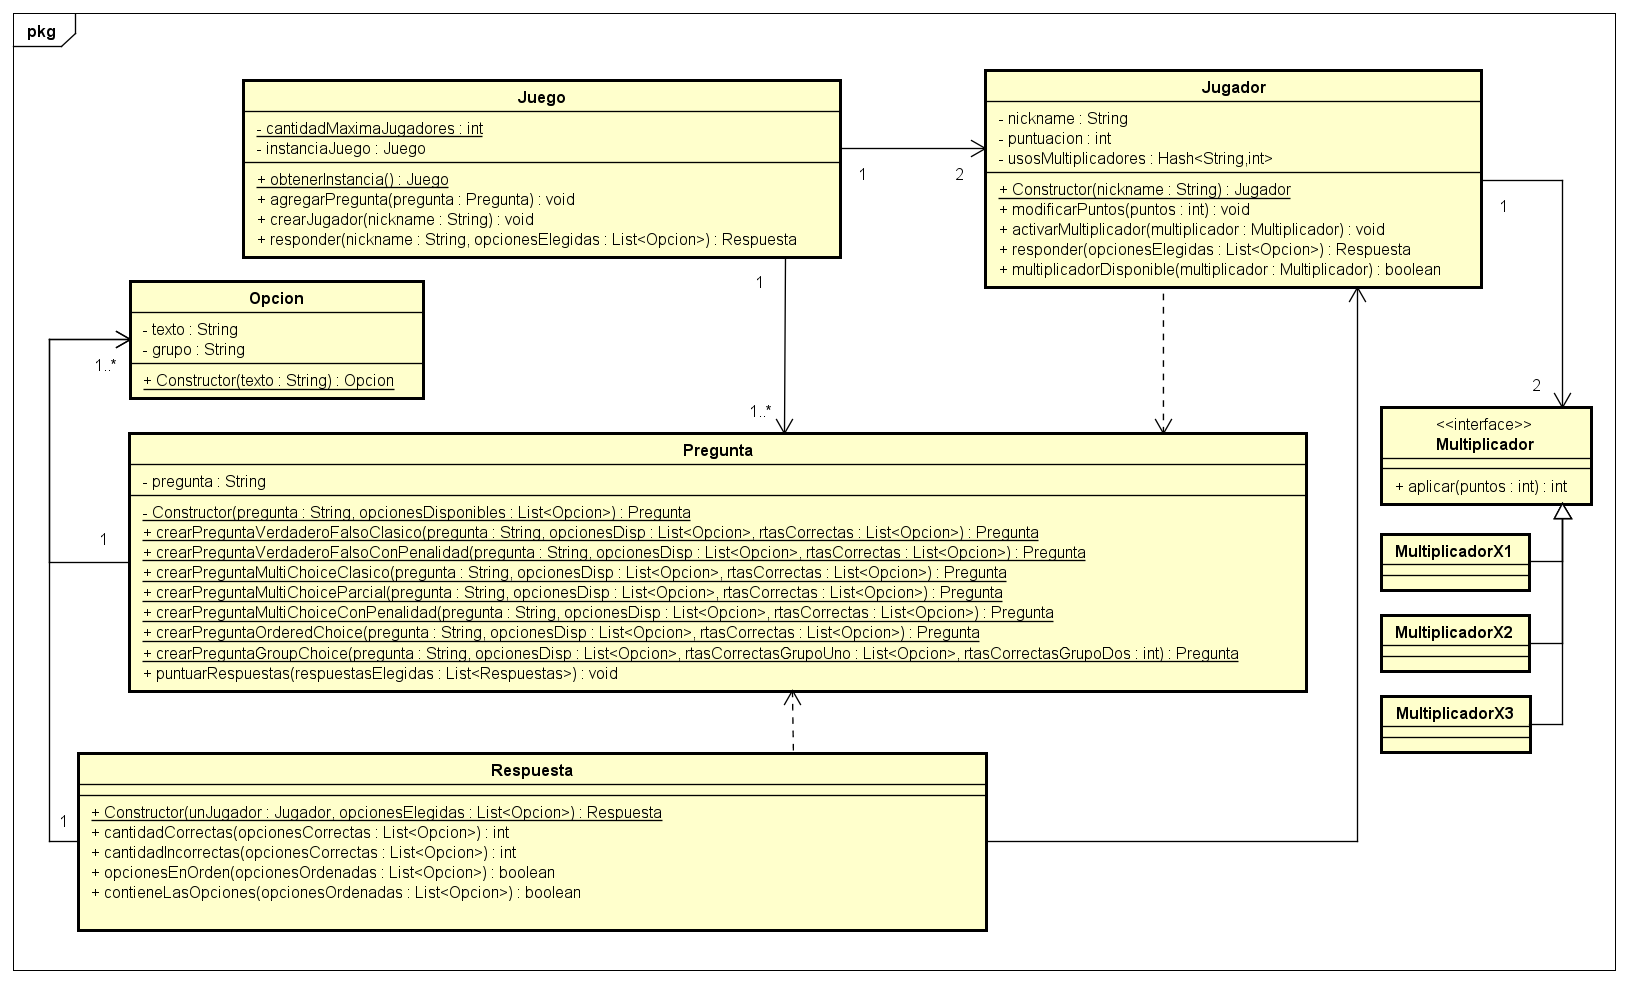 pkg
Juego
- cantidadMaximaJugadores : int
- instanciaJuego : Juego
+ obtenerInstancia() : Juego
+ agregarPregunta(pregunta : Pregunta) : void
+ crearJugador(nickname : String) : void
+ responder(nickname : String, opcionesElegidas : List<Opcion>) : Respuesta
1
2
Jugador
- nickname : String
- puntuacion : int
- usosMultiplicadores : Hash<String,int>
+ Constructor(nickname : String) : Jugador
+ modificarPuntos(puntos : int) : void
+ activarMultiplicador(multiplicador : Multiplicador) : void
+ responder(opcionesElegidas : List<Opcion>) : Respuesta
+ multiplicadorDisponible(multiplicador : Multiplicador) : boolean
1
2
1
1..*
Opcion
- texto : String
- grupo : String
+ Constructor(texto : String) : Opcion
1..*
1
1
Pregunta
- pregunta : String
- Constructor(pregunta : String, opcionesDisponibles : List<Opcion>) : Pregunta
+ crearPreguntaVerdaderoFalsoClasico(pregunta : String, opcionesDisp : List<Opcion>, rtasCorrectas : List<Opcion>) : Pregunta
+ crearPreguntaVerdaderoFalsoConPenalidad(pregunta : String, opcionesDisp : List<Opcion>, rtasCorrectas : List<Opcion>) : Pregunta
+ crearPreguntaMultiChoiceClasico(pregunta : String, opcionesDisp : List<Opcion>, rtasCorrectas : List<Opcion>) : Pregunta
+ crearPreguntaMultiChoiceParcial(pregunta : String, opcionesDisp : List<Opcion>, rtasCorrectas : List<Opcion>) : Pregunta
+ crearPreguntaMultiChoiceConPenalidad(pregunta : String, opcionesDisp : List<Opcion>, rtasCorrectas : List<Opcion>) : Pregunta
+ crearPreguntaOrderedChoice(pregunta : String, opcionesDisp : List<Opcion>, rtasCorrectas : List<Opcion>) : Pregunta
+ crearPreguntaGroupChoice(pregunta : String, opcionesDisp : List<Opcion>, rtasCorrectasGrupoUno : List<Opcion>, rtasCorrectasGrupoDos : int) : Pregunta
+ puntuarRespuestas(respuestasElegidas : List<Respuestas>) : void
<<interface>>
Multiplicador
+ aplicar(puntos : int) : int
MultiplicadorX1
MultiplicadorX2
MultiplicadorX3
Respuesta
+ Constructor(unJugador : Jugador, opcionesElegidas : List<Opcion>) : Respuesta
+ cantidadCorrectas(opcionesCorrectas : List<Opcion>) : int
+ cantidadIncorrectas(opcionesCorrectas : List<Opcion>) : int
+ opcionesEnOrden(opcionesOrdenadas : List<Opcion>) : boolean
+ contieneLasOpciones(opcionesOrdenadas : List<Opcion>) : boolean